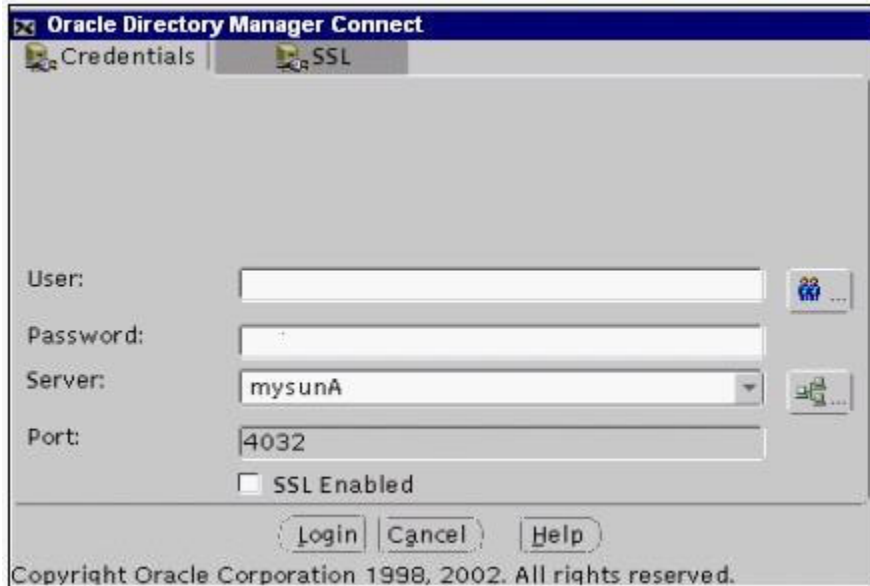 Oracle Directory Manager Connect
Credentials SSL
User:
...
Password:
Server: mysunA
...
Port: 4032
SSL Enabled
Login Cancel Help
Copyright Oracle Corporation 1998, 2002. All rights reserved.